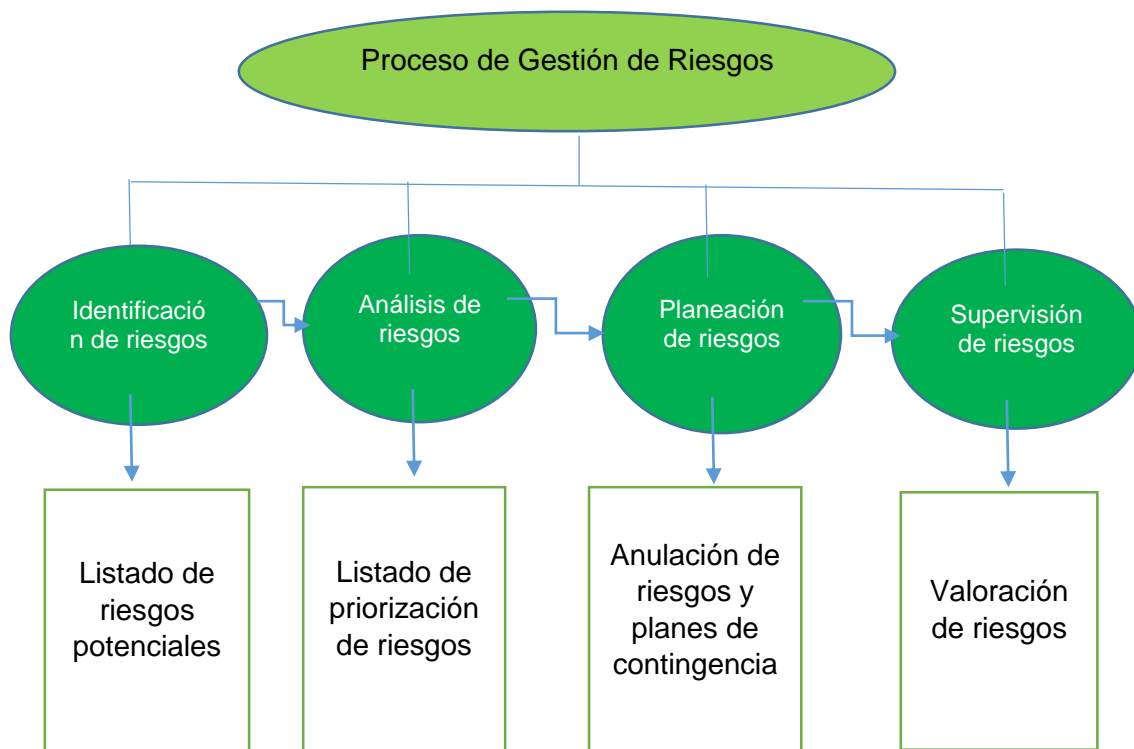 Proceso de Gestión de Riesgos
Identificació
n de riesgos
Análisis de
riesgos
Planeación
de riesgos
Supervisión
de riesgos
Listado de
riesgos
potenciales
Listado de
priorización
de riesgos
Anulación de
riesgos y
planes de
contingencia
Valoración
de riesgos